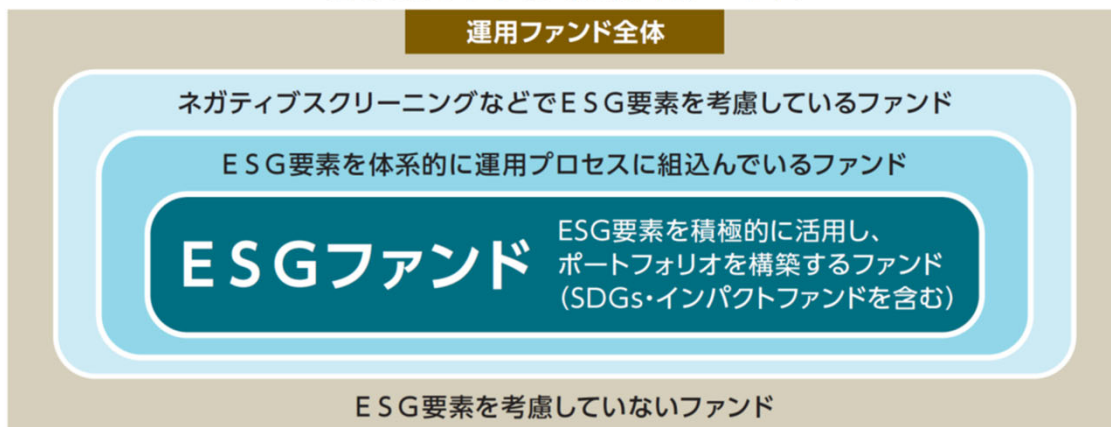 運用ファンド全体
ネガティブスクリーニングなどでESG要素を考慮しているファンド
ESG要素を体系的に運用プロセスに組込んでいるファンド
ESGファンド
ESG要素を積極的に活用し、
ポートフォリオを構築するファンド
(SDGs・インパクトファンドを含む)
ESG要素を考慮していないファンド